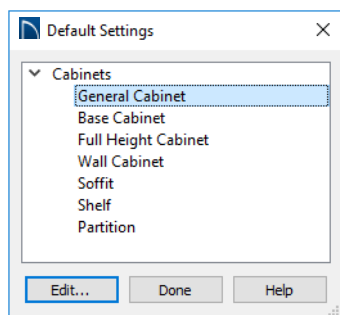 Default Settings
Cabinets
General Cabinet
Base Cabinet
Full Height Cabinet
Wall Cabinet
Soffit
Shelf
Partition
Edit... Done Help